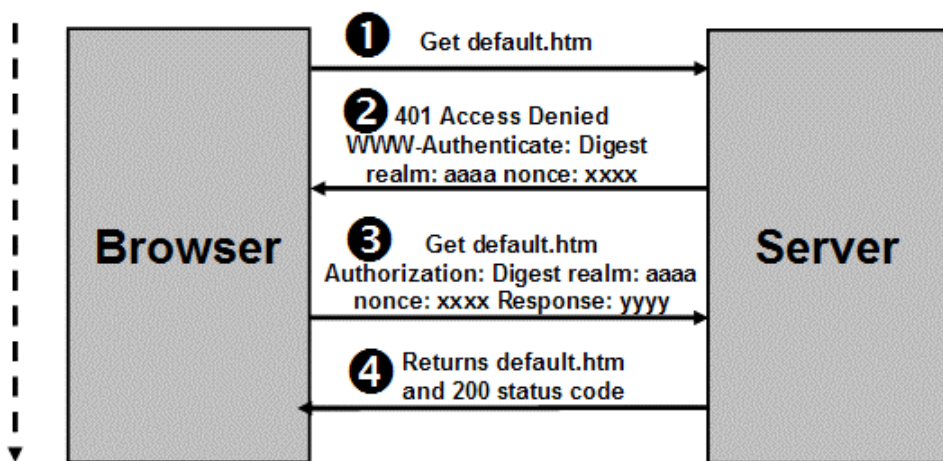 1 Get default.htm
2 401 Access Denied
WWW-Authenticate: Digest
realm: aaaa nonce: xxxx
Browser
Server
3 Get default.htm
Authorization: Digest realm: aaaa
nonce: xxxx Response: yyyy
4 Returns default.htm
and 200 status code